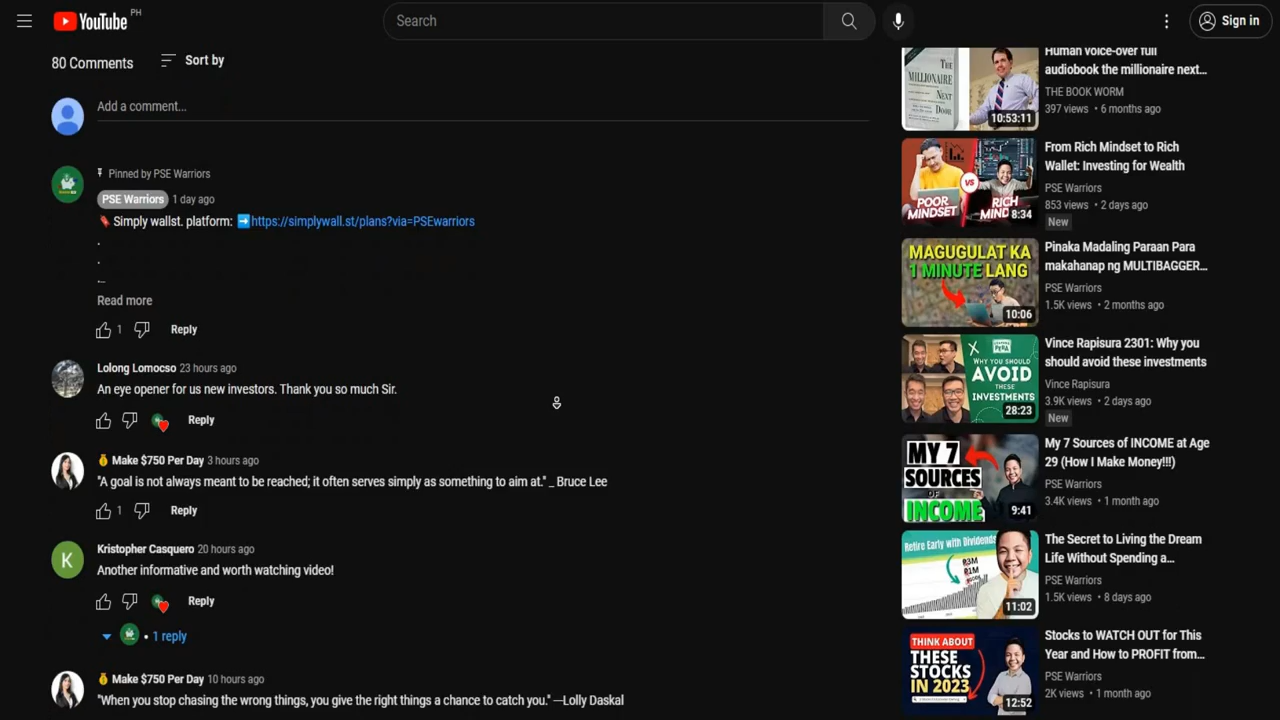 YouTube PH
Search
Sign in
80 Comments
Sort by
Add a comment...
Pinned by PSE Warriors
PSE Warriors 1 day ago
Simply wallst. platform: https://simplywall.st/plans?via=PSEwarriors
.
.
._
Read more
1 Reply
Lolong Lomocso 23 hours ago
An eye opener for us new investors. Thank you so much Sir.
Reply
Make $750 Per Day 3 hours ago
"A goal is not always meant to be reached; it often serves simply as something to aim at." _ Bruce Lee
1 Reply
K
Kristopher Casquero 20 hours ago
Another informative and worth watching video!
Reply
• 1 reply
Make $750 Per Day 10 hours ago
"When you stop chasing the wrong things, you give the right things a chance to catch you." —Lolly Daskal
THE
MILLIONAIRE
NEXT
DOOR
10:53:11
Human voice-over full
audiobook the millionaire next...
THE BOOK WORM
397 views • 6 months ago
POOR
MINDSET
VS
RICH
MIND
8:34
From Rich Mindset to Rich
Wallet: Investing for Wealth
PSE Warriors
853 views • 2 days ago
New
MAGUGULAT KA
1 MINUTE LANG
10:06
Pinaka Madaling Paraan Para
makahanap ng MULTIBAGGER...
PSE Warriors
1.5K views • 2 months ago
WHY YOU SHOULD
AVOID
THESE
INVESTMENTS
28:23
Vince Rapisura 2301: Why you
should avoid these investments
Vince Rapisura
3.9K views • 2 days ago
New
MY 7
SOURCES
OF
INCOME
9:41
My 7 Sources of INCOME at Age
29 (How I Make Money!!!)
PSE Warriors
3.4K views • 1 month ago
Retire Early with Dividends
11:02
The Secret to Living the Dream
Life Without Spending a...
PSE Warriors
1.5K views • 8 days ago
THINK ABOUT
THESE
STOCKS
IN 2023
12:52
Stocks to WATCH OUT for This
Year and How to PROFIT from...
PSE Warriors
2K views • 1 month ago